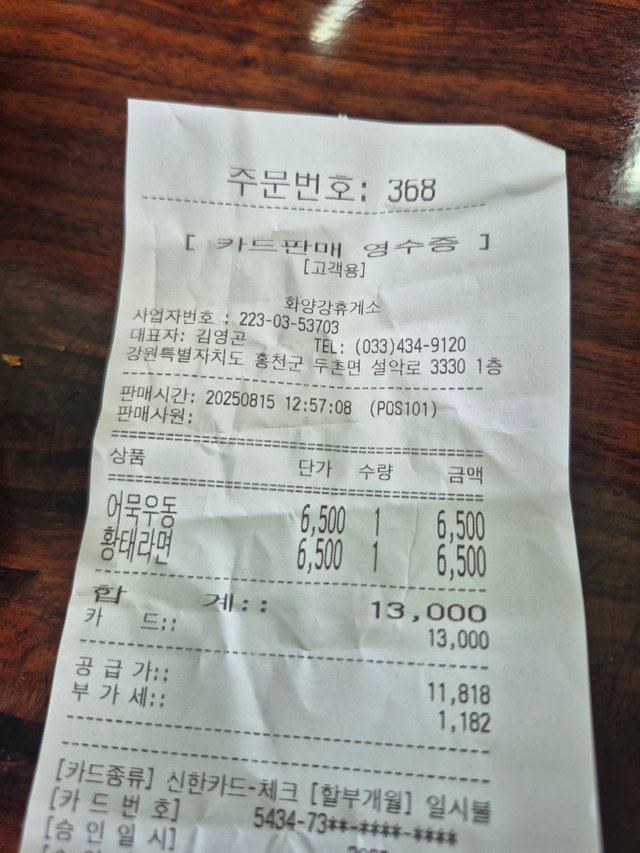 주문번호: 368
[ 카드판매 영수증 ]
[고객용]
화양강휴게소
사업자번호 : 223-03-53703
대표자: 김영곤 TEL: (033)434-9120
강원특별자치도 홍천군 두촌면 설악로 3330 1층
판매시간: 20250815 12:57:08 (POS101)
판매사원:
상품 단가 수량 금액
어묵우동 6,500 1 6,500
황태라면 6,500 1 6,500
합 계:: 13,000
카 드:: 13,000
공 급 가:: 11,818
부 가 세:: 1,182
[카드종류] 신한카드-체크 [할부개월] 일시불
[카 드 번 호] 5434-73**-****-****
[승 인 일 시]